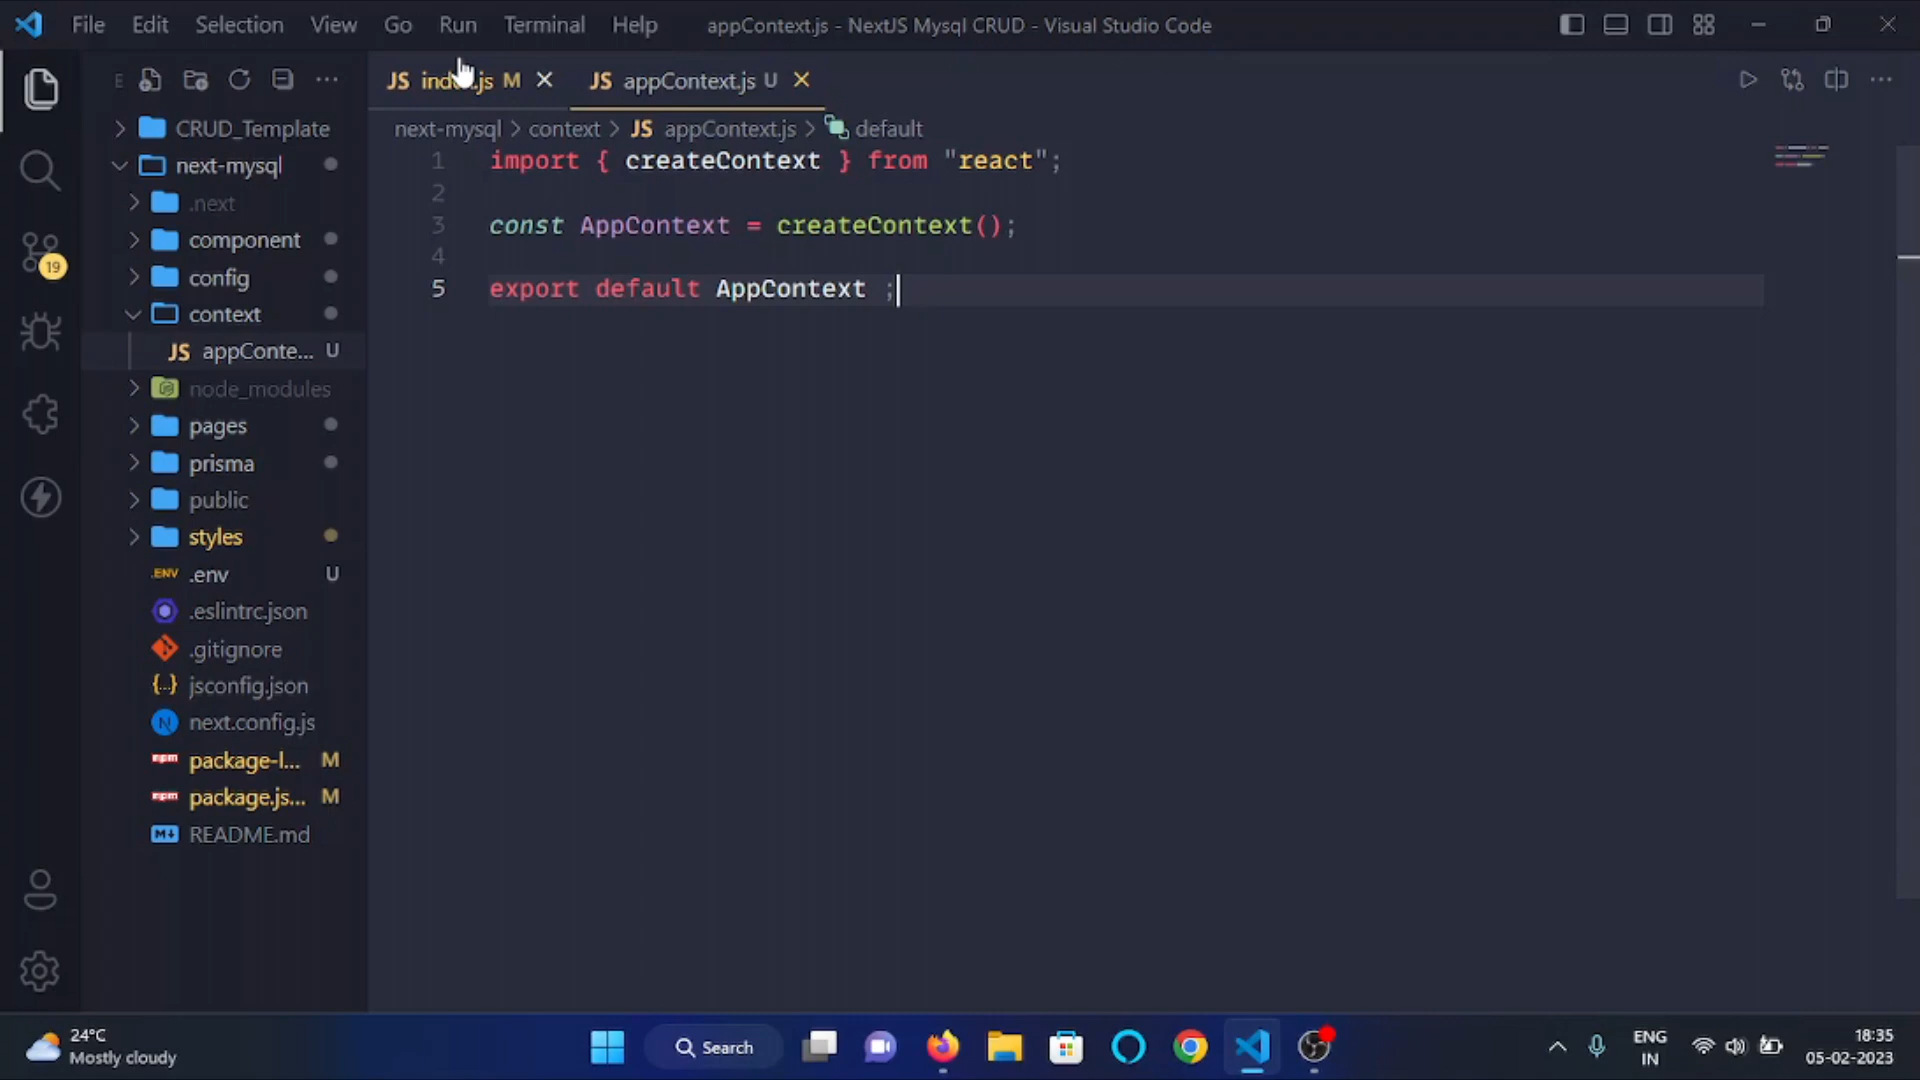 File Edit Selection View Go Run Terminal Help appContext.js - NextJS Mysql CRUD - Visual Studio Code
JS M JS appContext.js U
next-mysql > context > JS appContext.js > default
CRUD_Template
next-mysql
.next
component
config
context
JS appConte... U
node_modules
pages
prisma
public
styles
.ENV .env U
.eslintrc.json
.gitignore
{..} jsconfig.json
N next.config.js
npm package-l... M
npm package.js... M
M↓ README.md
19
1 import { createContext } from "react";
2
3 const AppContext = createContext();
4
5 export default AppContext ;
24°C
Mostly cloudy
Search
ENG
IN
18:35
05-02-2023